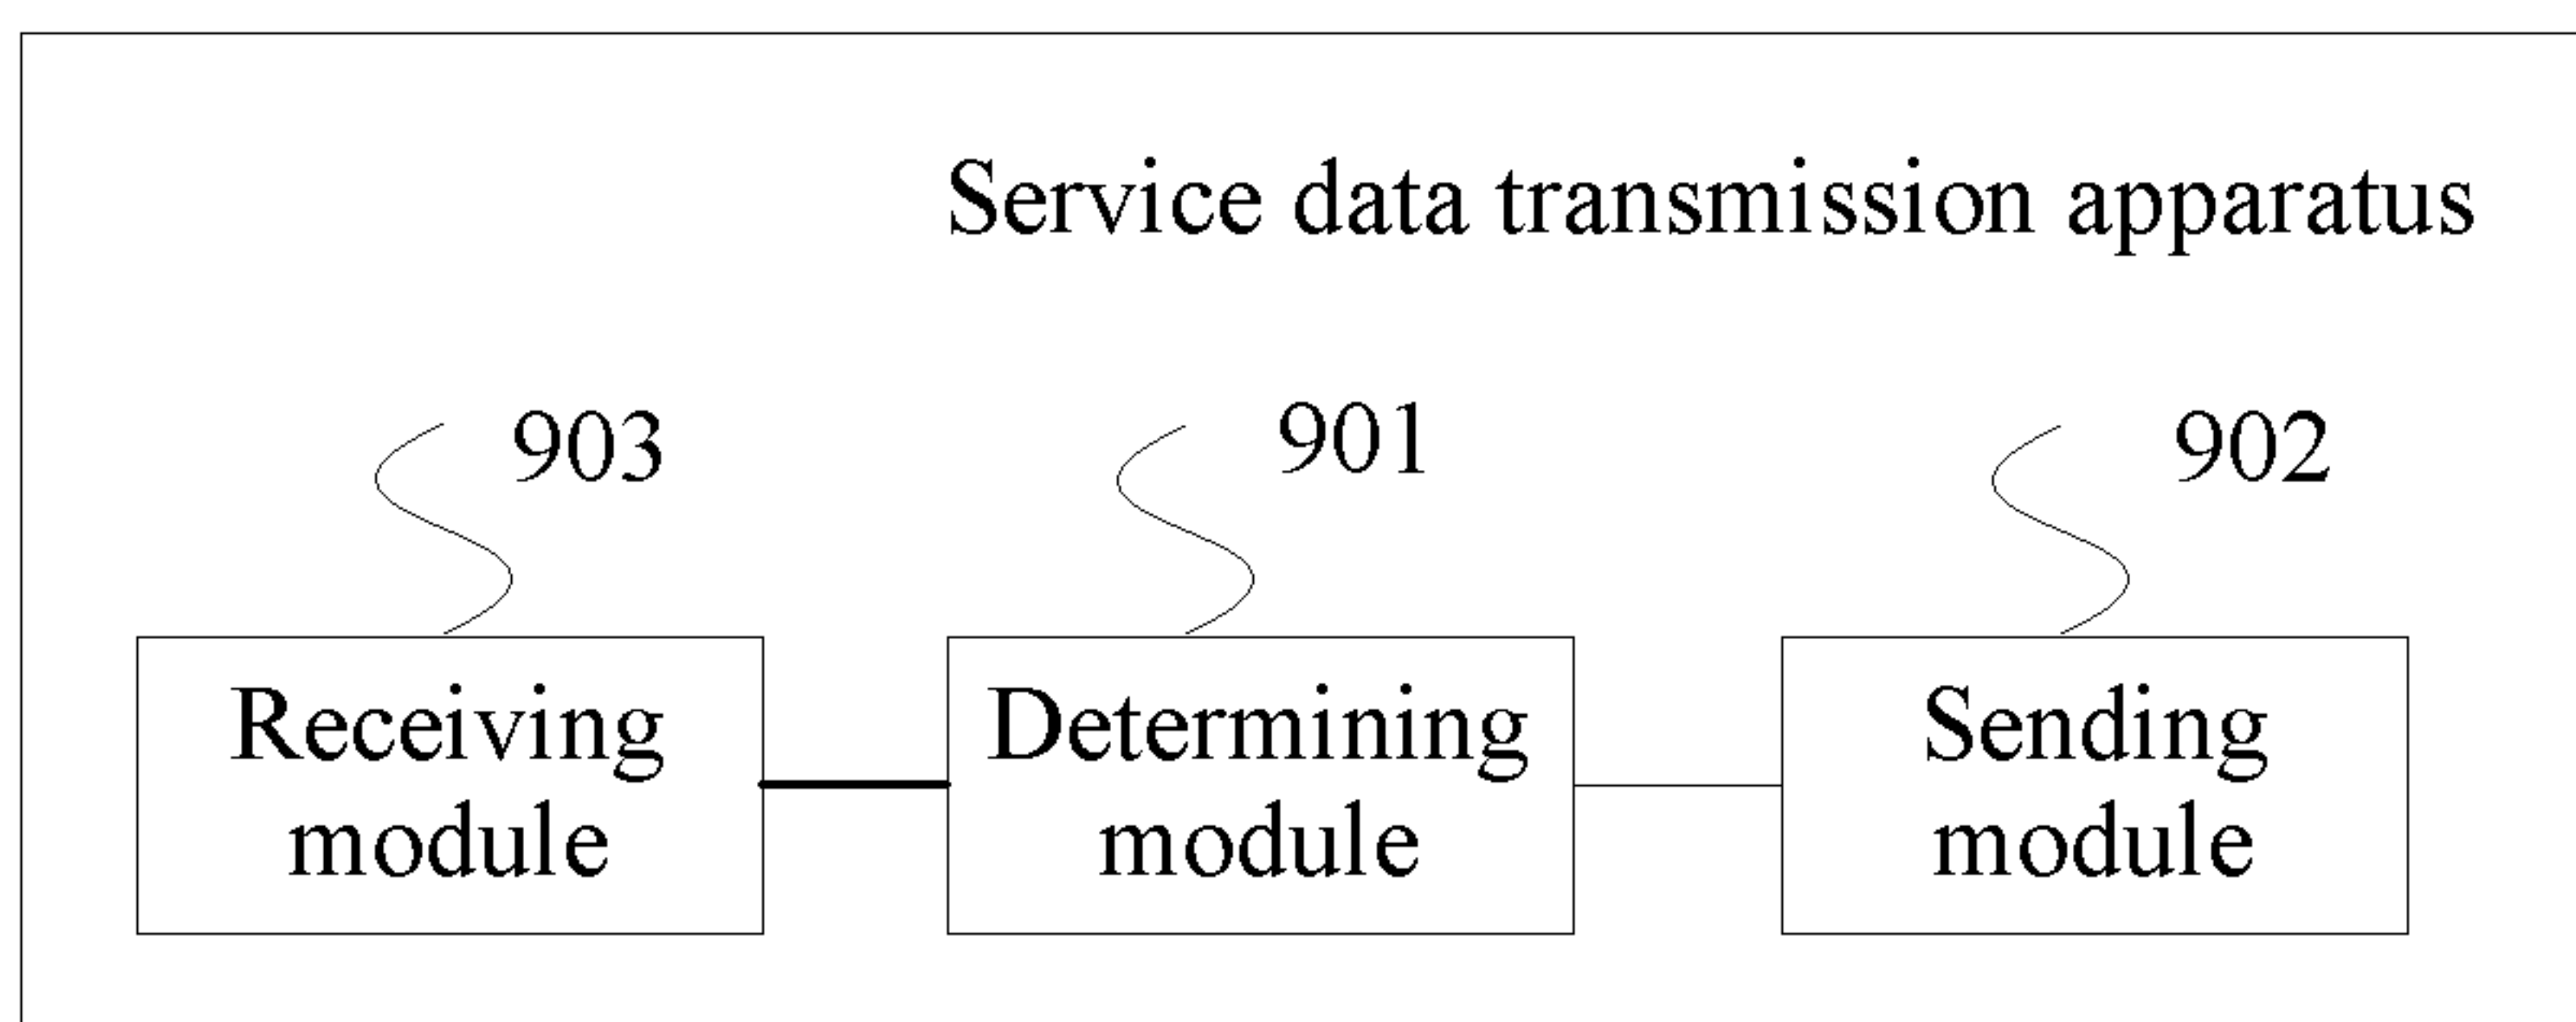 Service data transmission apparatus
903
901
902
Receiving
module
Determining
module
Sending
module